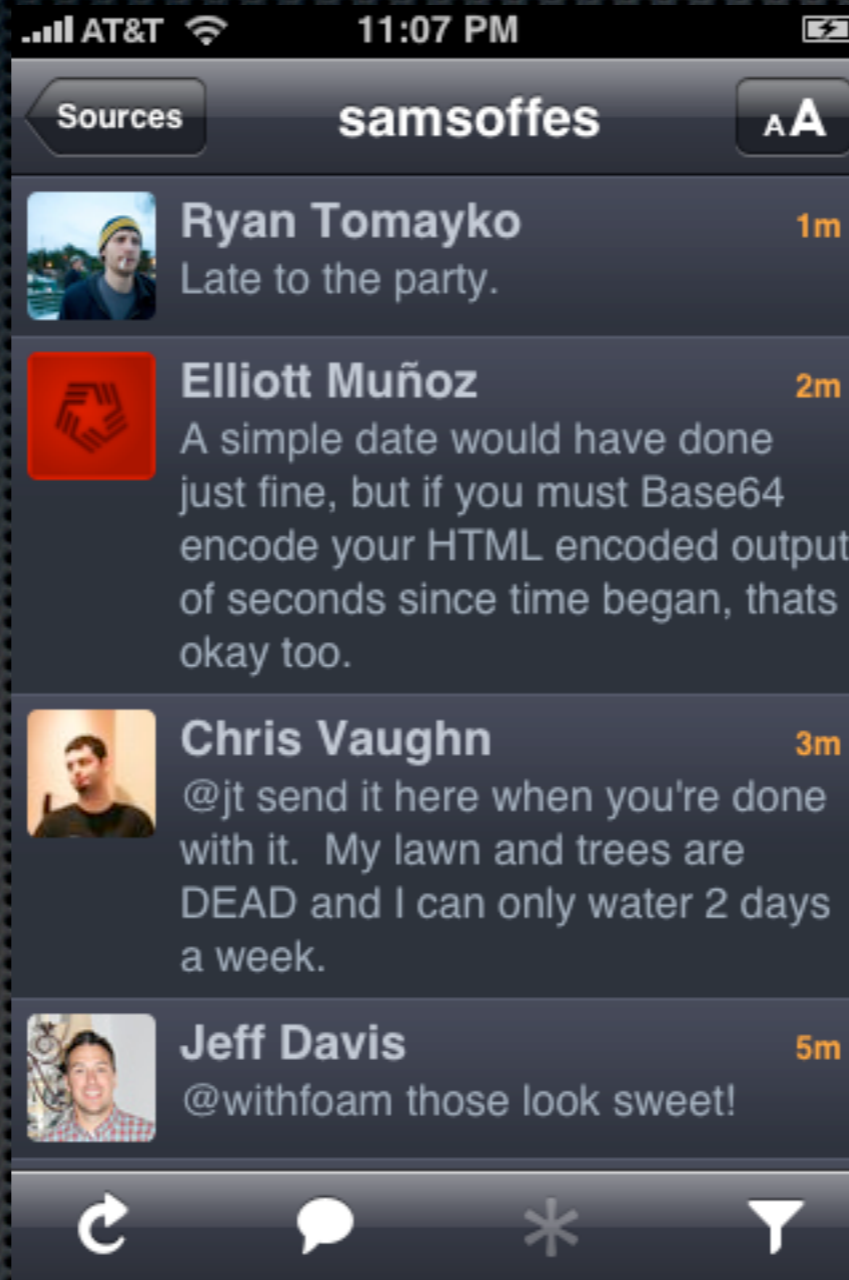 AT&T 11:07 PM
Sources samsoffes AA
Ryan Tomayko 1m
Late to the party.
Elliott Muñoz 2m
A simple date would have done
just fine, but if you must Base64
encode your HTML encoded output
of seconds since time began, thats
okay too.
Chris Vaughn 3m
@jt send it here when you're done
with it.  My lawn and trees are
DEAD and I can only water 2 days
a week.
Jeff Davis 5m
@withfoam those look sweet!